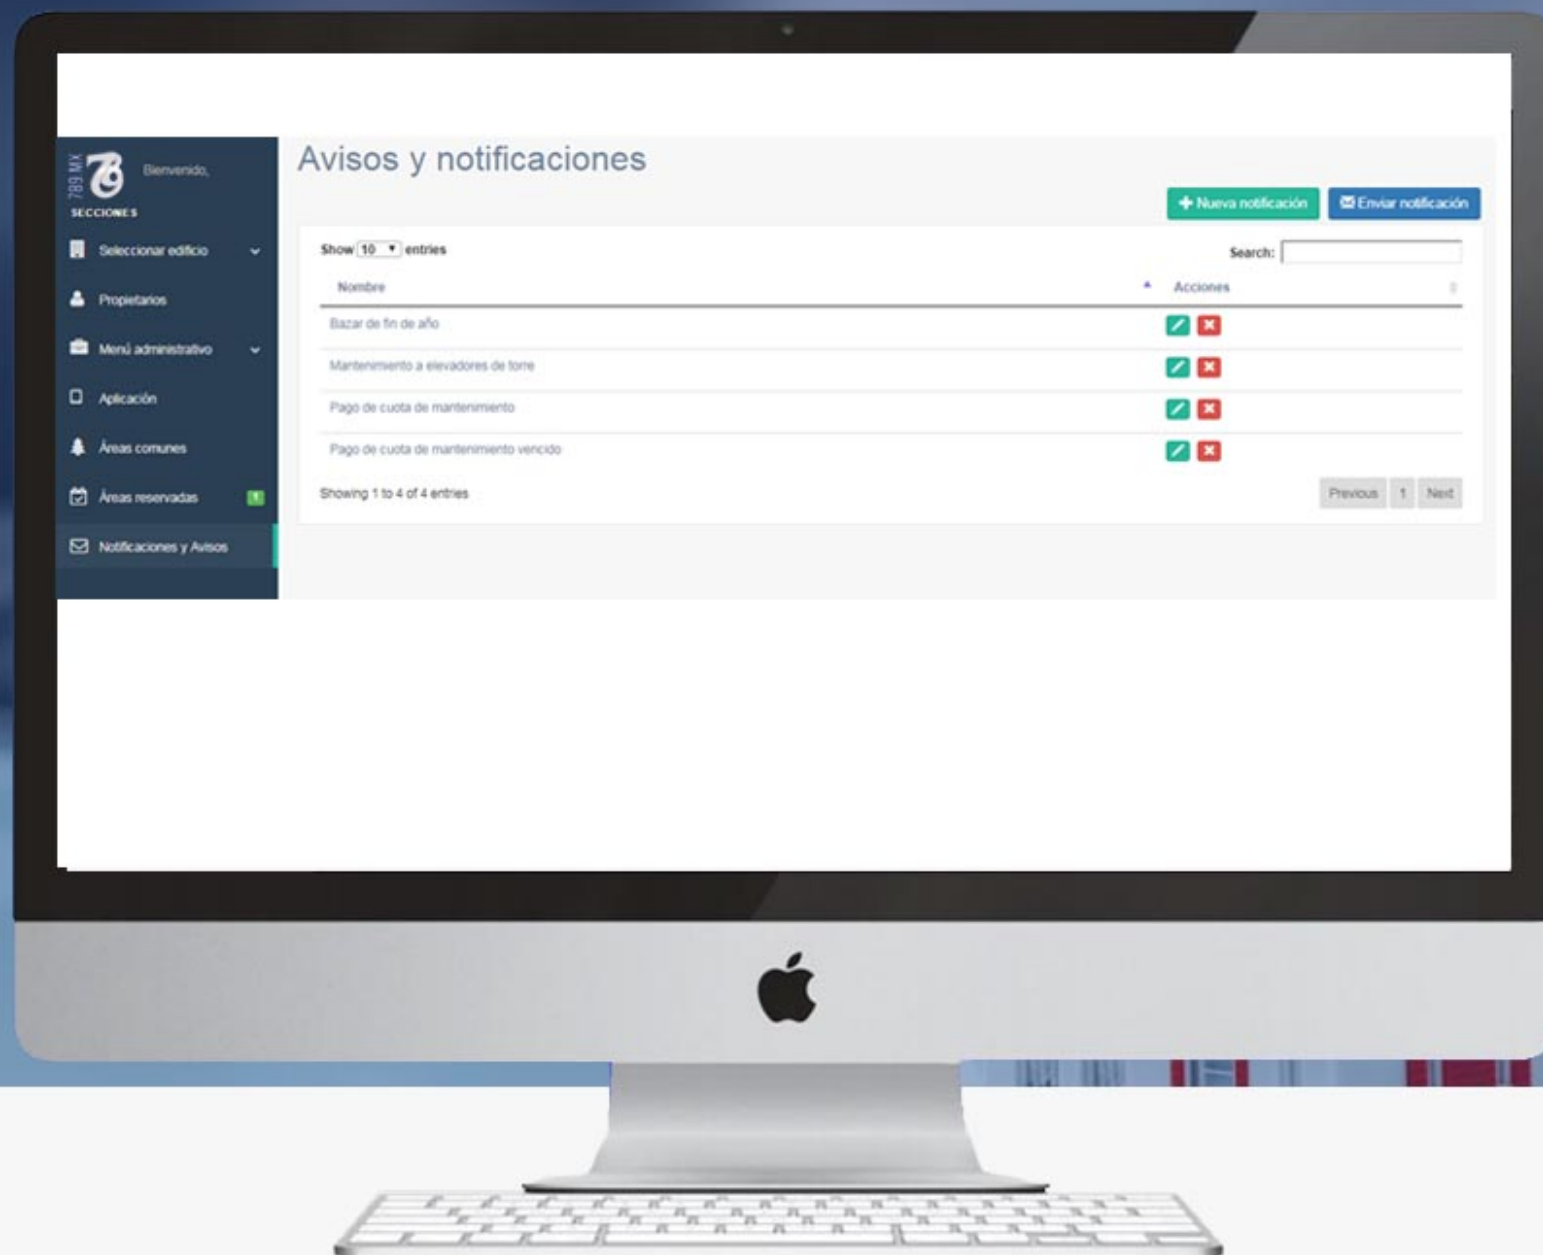 789.MX
789
Bienvenido,
SECCIONES
Seleccionar edificio
Propietarios
Menú administrativo
Aplicación
Áreas comunes
Áreas reservadas 1
Notificaciones y Avisos
Avisos y notificaciones
Nueva notificación Enviar notificación
Show 10 entries Search:
Nombre Acciones
Bazar de fin de año
Mantenimiento a elevadores de torre
Pago de cuota de mantenimiento
Pago de cuota de mantenimiento vencido
Showing 1 to 4 of 4 entries Previous 1 Next